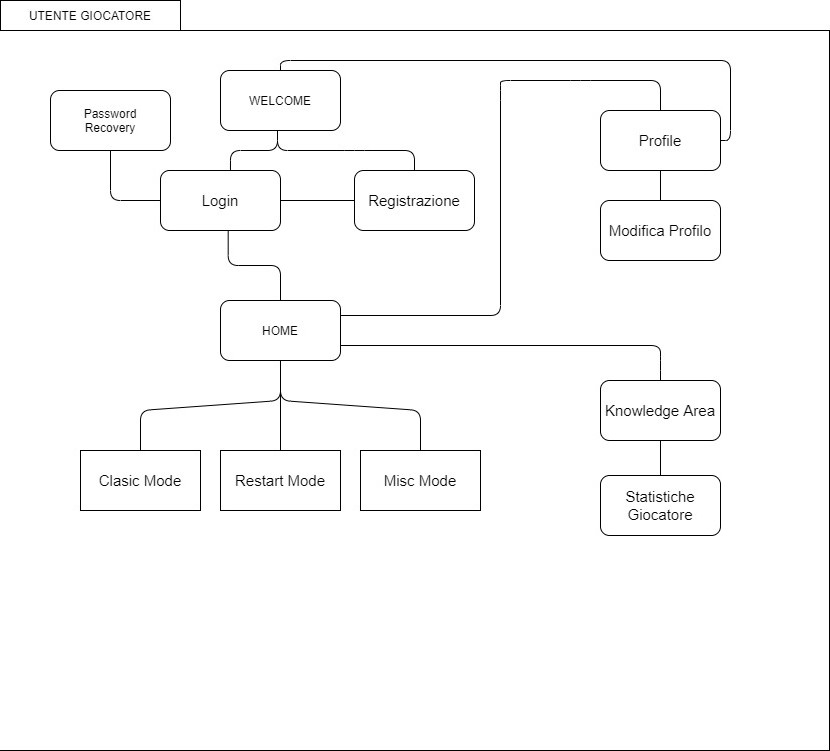 UTENTE GIOCATORE
WELCOME
Password
Recovery
Profile
Login
Registrazione
Modifica Profilo
HOME
Knowledge Area
Clasic Mode
Restart Mode
Misc Mode
Statistiche
Giocatore